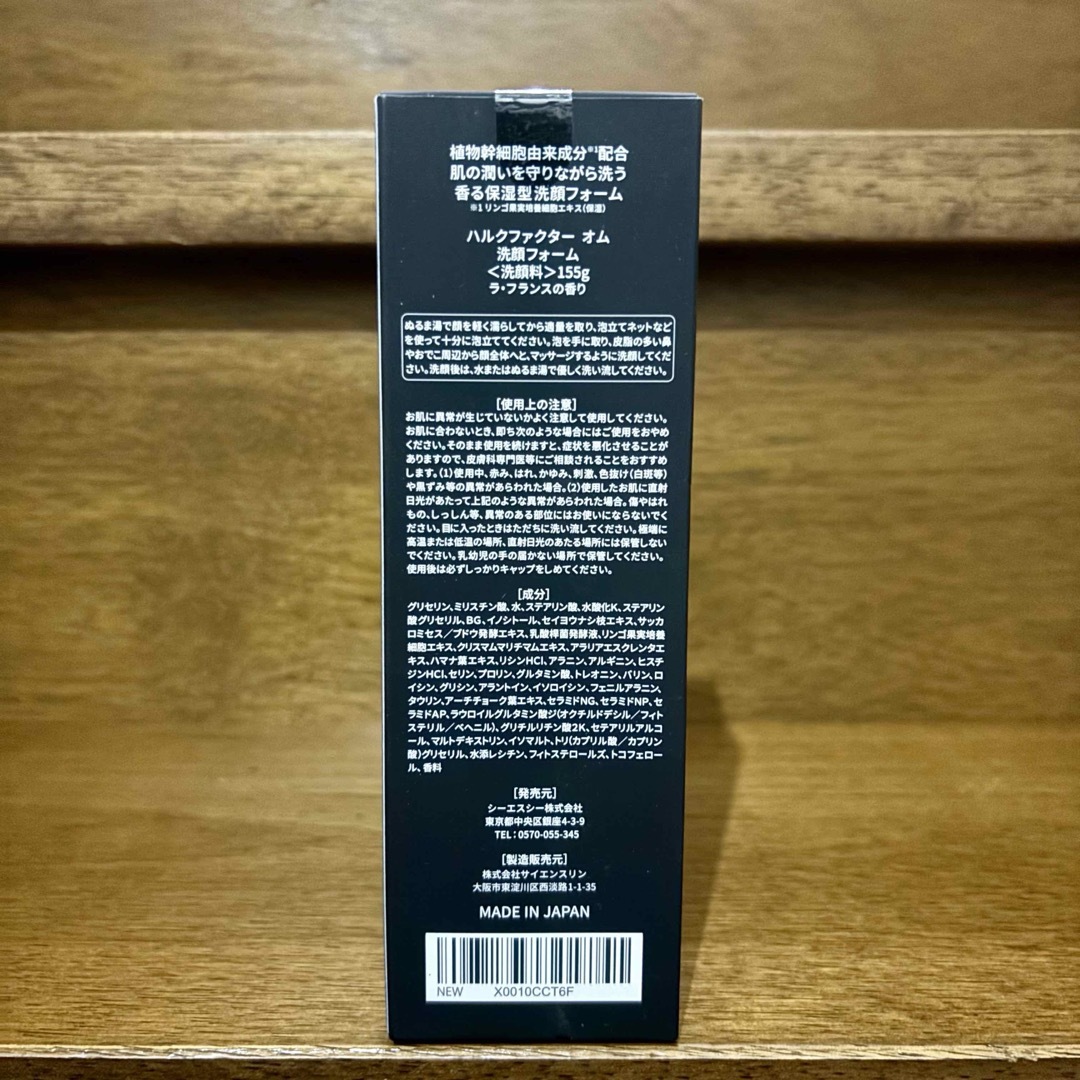 植物幹細胞由来成分※1配合
肌の潤いを守りながら洗う
香る保湿型洗顔フォーム
※1 リンゴ果実培養細胞エキス(保湿)
ハルクファクター オム
洗顔フォーム
＜洗顔料＞155g
ラ・フランスの香り
ぬるま湯で顔を軽く濡らしてから適量を取り、泡立てネットなど
を使って十分に泡立ててください。泡を手に取り、皮脂の多い鼻
やおでこ周辺から顔全体へと、マッサージするように洗顔してくだ
さい。洗顔後は、水またはぬるま湯で優しく洗い流してください。
[使用上の注意]
お肌に異常が生じていないかよく注意して使用してください。
お肌に合わないとき、即ち次のような場合にはご使用をおやめ
ください。そのまま使用を続けますと、症状を悪化させることが
ありますので、皮膚科専門医等にご相談されることをおすすめ
します。(1)使用中、赤み、はれ、かゆみ、刺激、色抜け(白斑等)
や黒ずみ等の異常があらわれた場合。(2)使用したお肌に直射
日光があたって上記のような異常があらわれた場合。傷やはれ
もの、しっしん等、異常のある部位にはお使いにならないでく
ださい。目に入ったときはただちに洗い流してください。極端に
高温または低温の場所、直射日光のあたる場所には保管しない
でください。乳幼児の手の届かない場所で保管してください。
使用後は必ずしっかりキャップをしめてください。
[成分]
グリセリン、ミリスチン酸、水、ステアリン酸、水酸化K、ステアリン
酸グリセリル、BG、イノシトール、セイヨウナシ枝エキス、サッカ
ロミセス／ブドウ発酵エキス、乳酸桿菌発酵液、リンゴ果実培養
細胞エキス、クリスマムマリチマムエキス、アラリアエスクレンタエ
キス、ハマナ葉エキス、リシンHCl、アラニン、アルギニン、ヒスチ
ジンHCl、セリン、プロリン、グルタミン酸、トレオニン、バリン、ロ
イシン、グリシン、アラントイン、イソロイシン、フェニルアラニン、
タウリン、アーチチョーク葉エキス、セラミドNG、セラミドNP、セ
ラミドAP、ラウロイルグルタミン酸ジ(オクチルドデシル／フィト
ステリル／ベヘニル)、グリチルリチン酸2K、セテアリルアルコ
ール、マルトデキストリン、イソマルト、トリ(カプリル酸／カプリン
酸)グリセリル、水添レシチン、フィトステロールズ、トコフェロー
ル、香料
[発売元]
シーエスシー株式会社
東京都中央区銀座4-3-9
TEL：0570-055-345
[製造販売元]
株式会社サイエンスリン
大阪市東淀川区西淡路1-1-35
MADE IN JAPAN
NEW X0010CCT6F